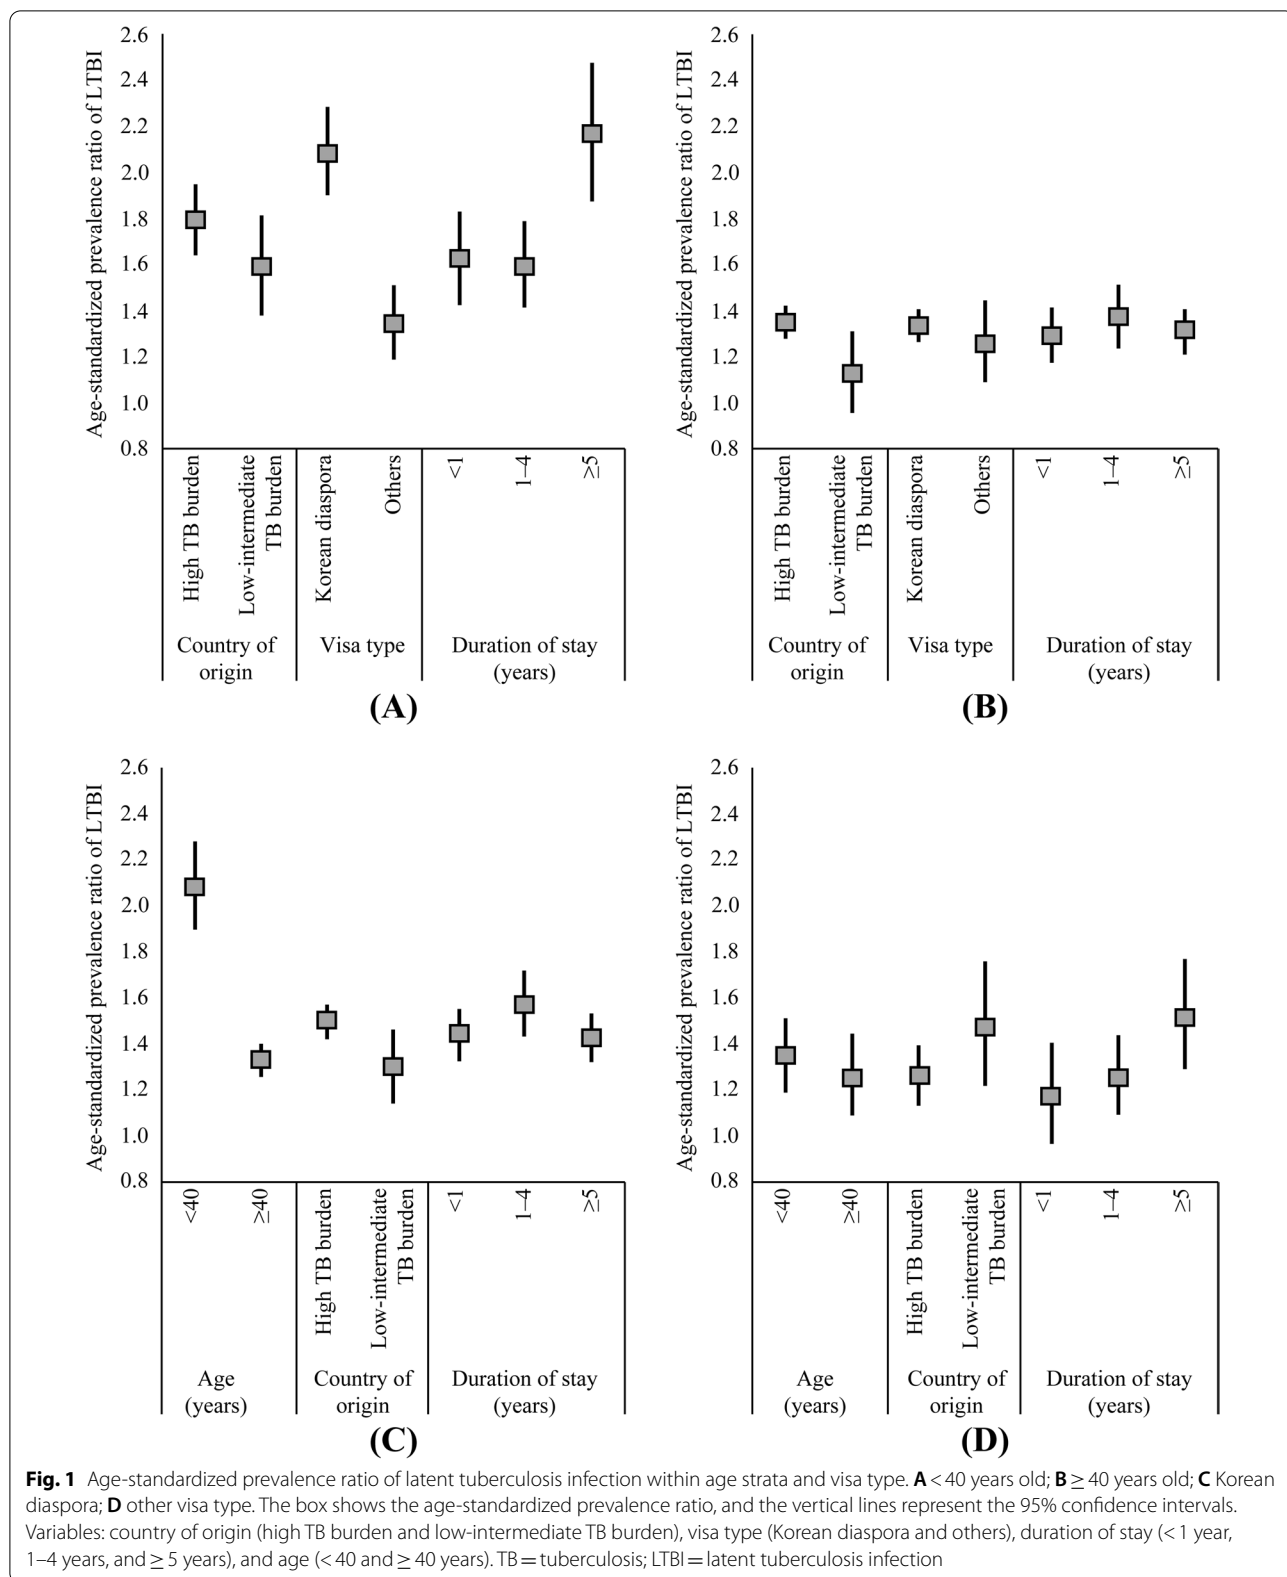 Age-standardized prevalence ratio of LTBI
2.6
2.4
2.2
2.0
1.8
1.6
1.4
1.2
1.0
0.8
High TB burden
Low-intermediate
TB burden
Korean diaspora
Others
<1
1–4
≥5
Country of
origin
Visa type
Duration of stay
(years)
(A)
Age-standardized prevalence ratio of LTBI
2.6
2.4
2.2
2.0
1.8
1.6
1.4
1.2
1.0
0.8
High TB burden
Low-intermediate
TB burden
Korean diaspora
Others
<1
1–4
≥5
Country of
origin
Visa type
Duration of stay
(years)
(B)
Age-standardized prevalence ratio of LTBI
2.6
2.4
2.2
2.0
1.8
1.6
1.4
1.2
1.0
0.8
<40
≥40
High TB burden
Low-intermediate
TB burden
<1
1–4
≥5
Age
(years)
Country of
origin
Duration of stay
(years)
(C)
Age-standardized prevalence ratio of LTBI
2.6
2.4
2.2
2.0
1.8
1.6
1.4
1.2
1.0
0.8
<40
≥40
High TB burden
Low-intermediate
TB burden
<1
1–4
≥5
Age
(years)
Country of
origin
Duration of stay
(years)
(D)
Fig. 1 Age-standardized prevalence ratio of latent tuberculosis infection within age strata and visa type. A < 40 years old; B ≥ 40 years old; C Korean
diaspora; D other visa type. The box shows the age-standardized prevalence ratio, and the vertical lines represent the 95% confidence intervals.
Variables: country of origin (high TB burden and low-intermediate TB burden), visa type (Korean diaspora and others), duration of stay (< 1 year,
1–4 years, and ≥ 5 years), and age (< 40 and ≥ 40 years). TB = tuberculosis; LTBI = latent tuberculosis infection